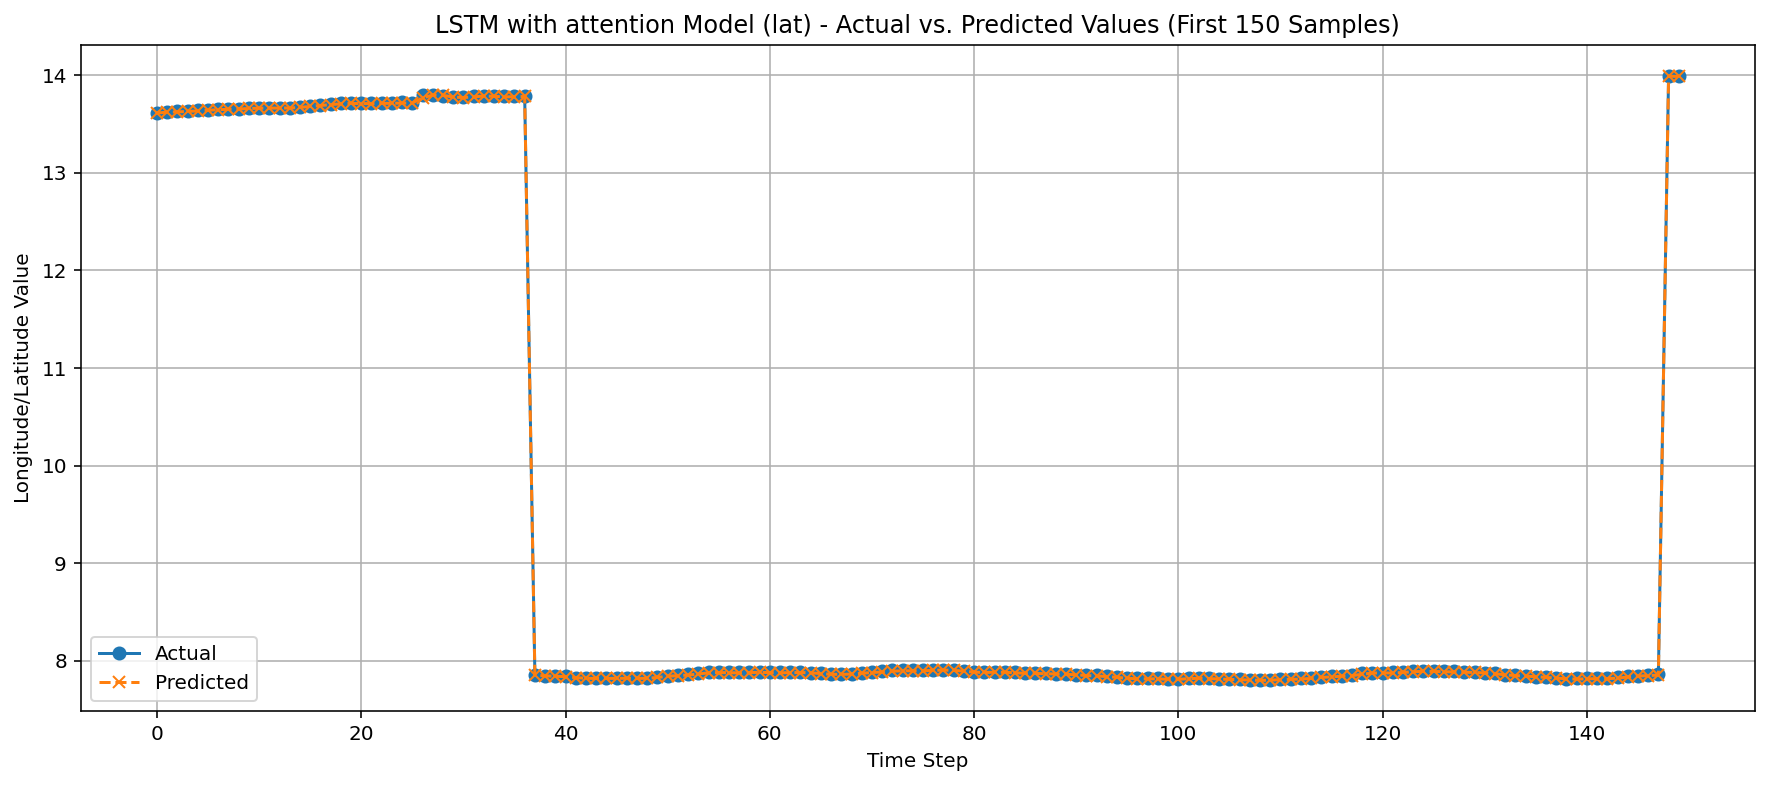 LSTM with attention Model (lat) - Actual vs. Predicted Values (First 150 Samples)
Longitude/Latitude Value
14
13
12
11
10
9
8
Actual
Predicted
0 20 40 60 80 100 120 140
Time Step